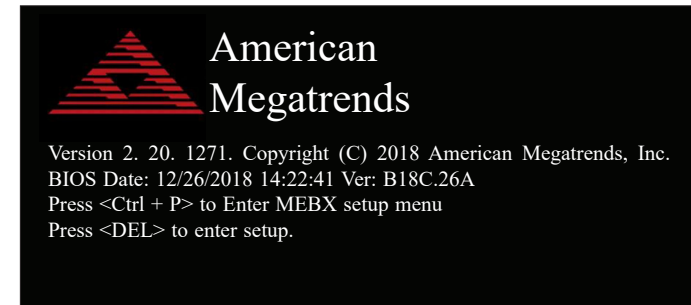 American
Megatrends
Version 2. 20. 1271. Copyright (C) 2018 American Megatrends, Inc.
BIOS Date: 12/26/2018 14:22:41 Ver: B18C.26A
Press <Ctrl + P> to Enter MEBX setup menu
Press <DEL> to enter setup.